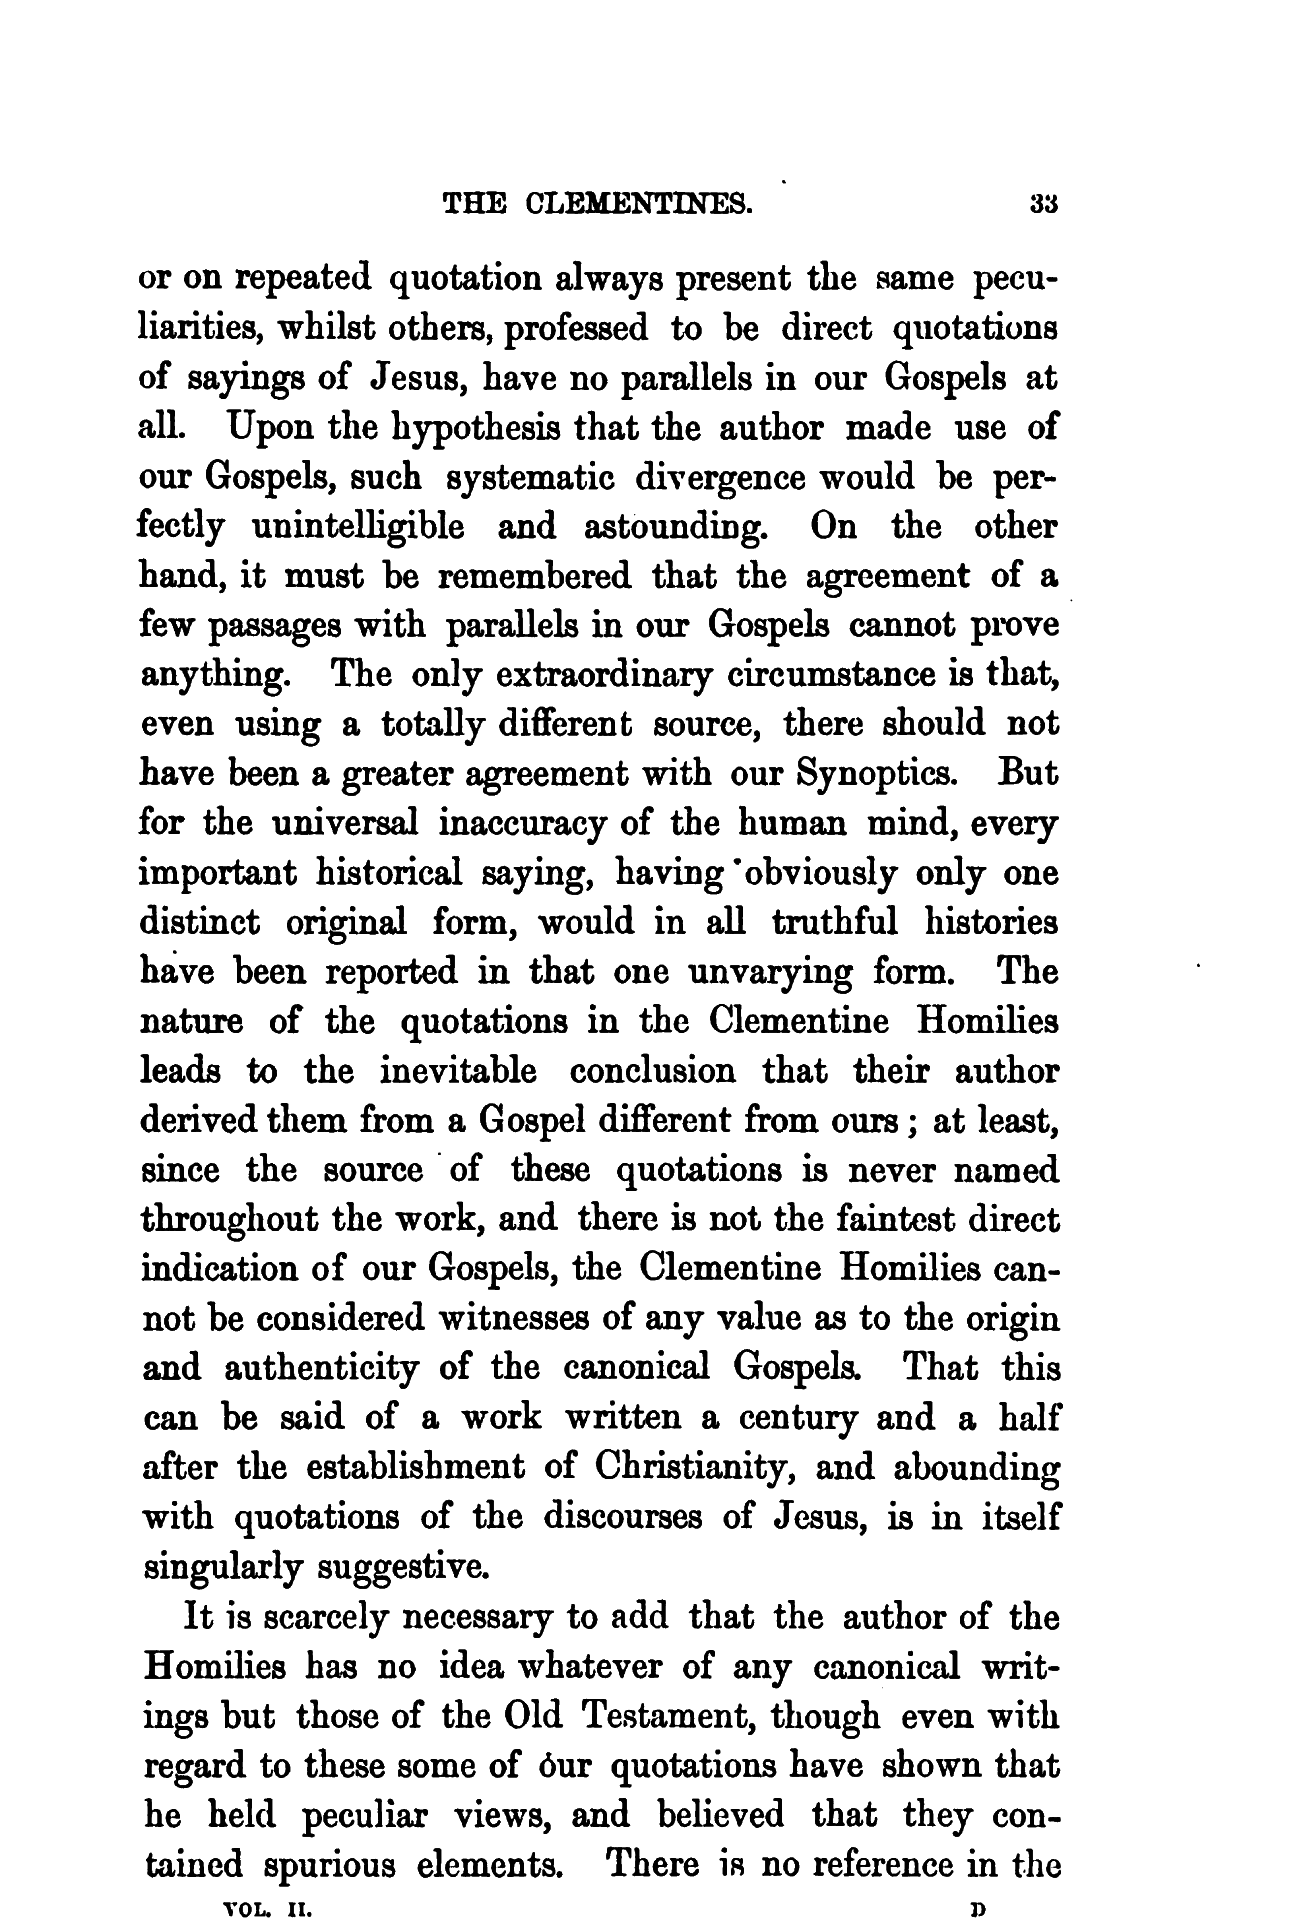 THE CLEMENTINES. 33
or on repeated quotation always present the same pecu-
liarities, whilst others, professed to be direct quotations
of sayings of Jesus, have no parallels in our Gospels at
all. Upon the hypothesis that the author made use of
our Gospels, such systematic divergence would be per-
fectly unintelligible and astounding. On the other
hand, it must be remembered that the agreement of a
few passages with parallels in our Gospels cannot prove
anything. The only extraordinary circumstance is that,
even using a totally different source, there should not
have been a greater agreement with our Synoptics. But
for the universal inaccuracy of the human mind, every
important historical saying, having obviously only one
distinct original form, would in all truthful histories
have been reported in that one unvarying form. The
nature of the quotations in the Clementine Homilies
leads to the inevitable conclusion that their author
derived them from a Gospel different from ours; at least,
since the source of these quotations is never named
throughout the work, and there is not the faintest direct
indication of our Gospels, the Clementine Homilies can-
not be considered witnesses of any value as to the origin
and authenticity of the canonical Gospels. That this
can be said of a work written a century and a half
after the establishment of Christianity, and abounding
with quotations of the discourses of Jesus, is in itself
singularly suggestive.
It is scarcely necessary to add that the author of the
Homilies has no idea whatever of any canonical writ-
ings but those of the Old Testament, though even with
regard to these some of our quotations have shown that
he held peculiar views, and believed that they con-
tained spurious elements. There is no reference in the
VOL. II. D